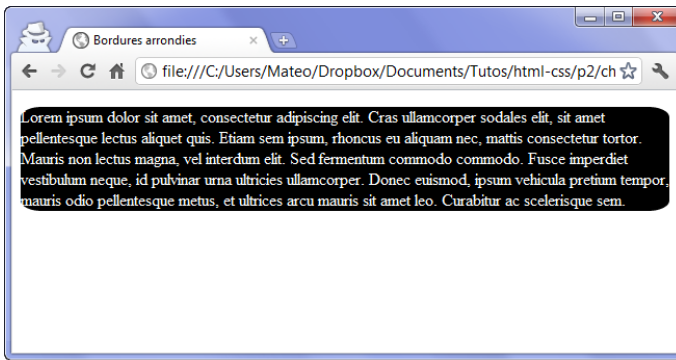 Bordures arrondies
file:///C:/Users/Mateo/Dropbox/Documents/Tutos/html-css/p2/ch
Lorem ipsum dolor sit amet, consectetur adipiscing elit. Cras ullamcorper sodales elit, sit amet
pellentesque lectus aliquet quis. Etiam sem ipsum, rhoncus eu aliquam nec, mattis consectetur tortor.
Mauris non lectus magna, vel interdum elit. Sed fermentum commodo commodo. Fusce imperdiet
vestibulum neque, id pulvinar urna ultricies ullamcorper. Donec euismod, ipsum vehicula pretium tempor,
mauris odio pellentesque metus, et ultrices arcu mauris sit amet leo. Curabitur ac scelerisque sem.